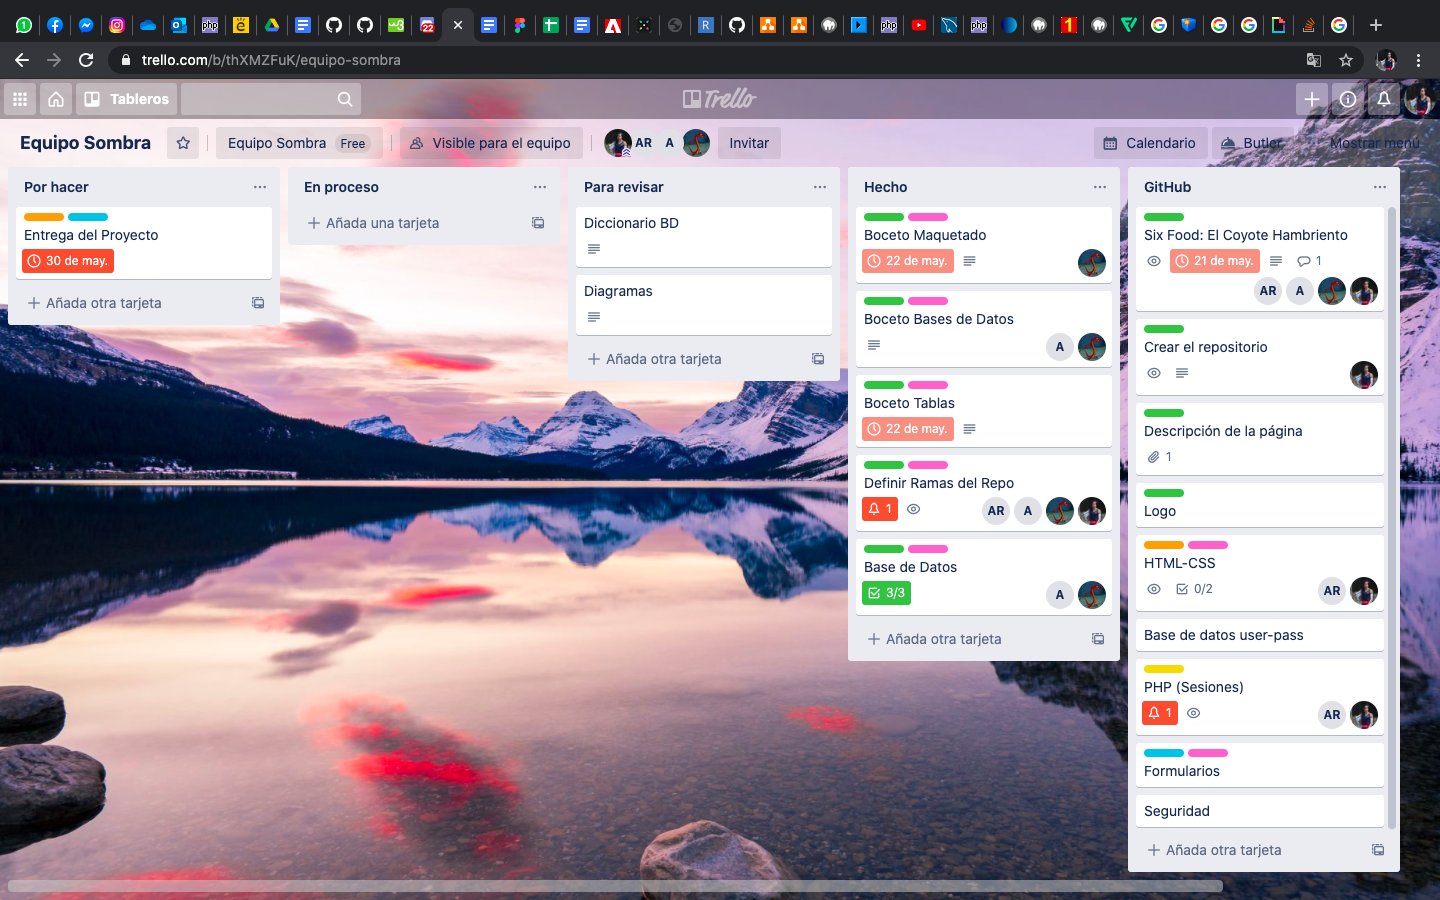 trello.com/b/thXMZFuK/equipo-sombra
Tableros
Trello
Equipo Sombra
Equipo Sombra Free
Visible para el equipo
AR
A
Invitar
Calendario
Butler
Mostrar menú
Por hacer
Entrega del Proyecto
30 de may.
Añada otra tarjeta
En proceso
Añada una tarjeta
Para revisar
Diccionario BD
Diagramas
Añada otra tarjeta
Hecho
Boceto Maquetado
22 de may.
Boceto Bases de Datos
A
Boceto Tablas
22 de may.
Definir Ramas del Repo
1
AR
A
Base de Datos
3/3
A
Añada otra tarjeta
GitHub
Six Food: El Coyote Hambriento
21 de may.
1
AR
A
Crear el repositorio
Descripción de la página
1
Logo
HTML-CSS
0/2
AR
Base de datos user-pass
PHP (Sesiones)
1
AR
Formularios
Seguridad
Añada otra tarjeta